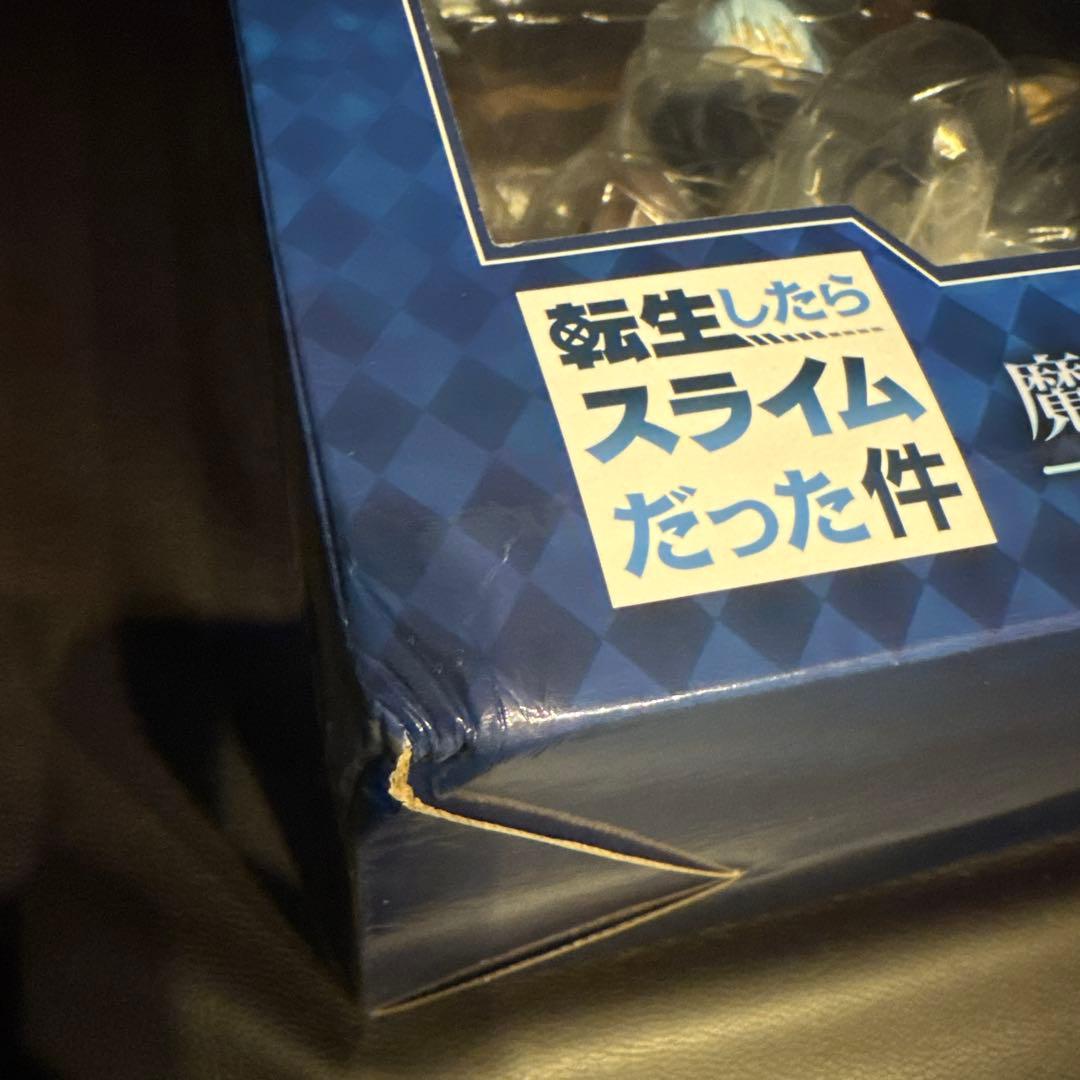 転生したら
スライム
だった件
魔